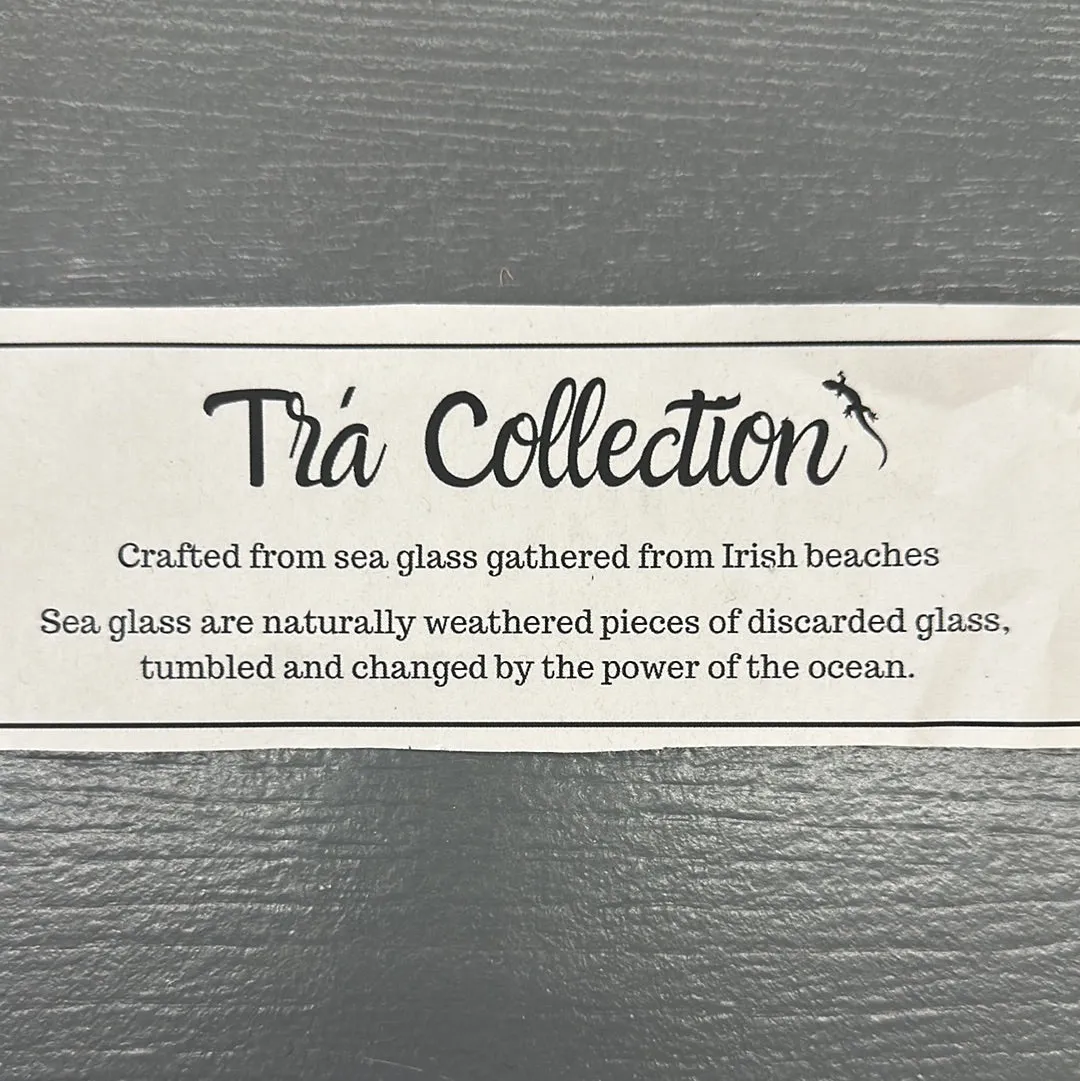 Trá Collection
Crafted from sea glass gathered from Irish beaches
Sea glass are naturally weathered pieces of discarded glass,
tumbled and changed by the power of the ocean.